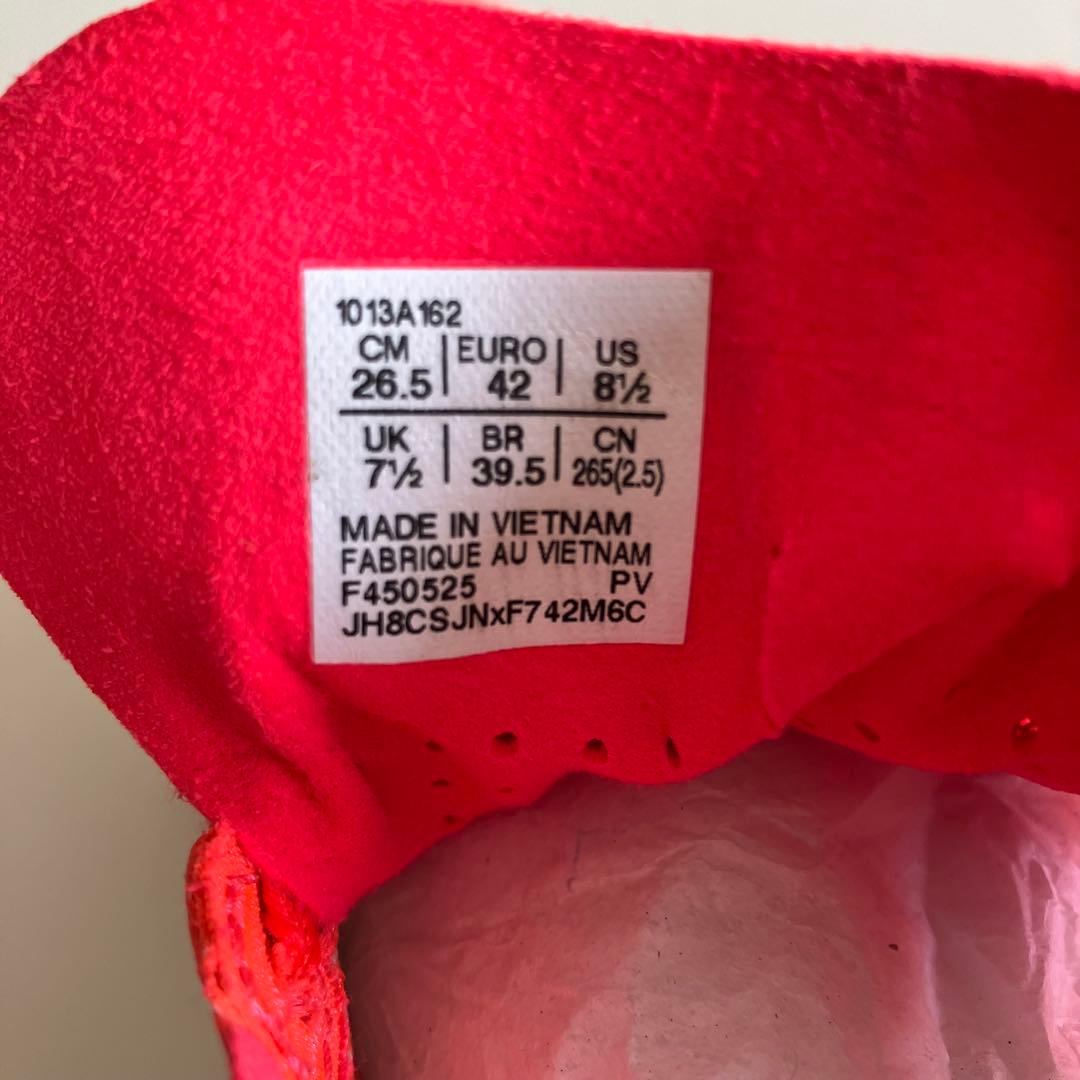 1013A162
CM | EURO | US
26.5 | 42 | 8½
UK | BR | CN
7½ | 39.5 | 265(2.5)
MADE IN VIETNAM
FABRIQUE AU VIETNAM
F450525 PV
JH8CSJNxF742M6C